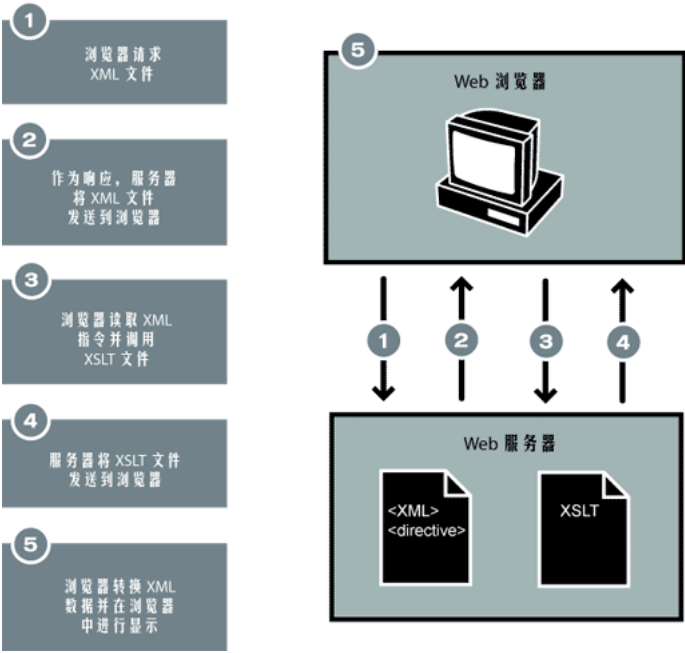 1
浏览器请求
XML 文件
2
作为响应，服务器
将 XML 文件
发送到浏览器
3
浏览器读取 XML
指令并调用
XSLT 文件
4
服务器将 XSLT 文件
发送到浏览器
5
浏览器转换 XML
数据并在浏览器
中进行显示
5
Web 浏览器
1
2
3
4
Web 服务器
<XML>
<directive>
XSLT